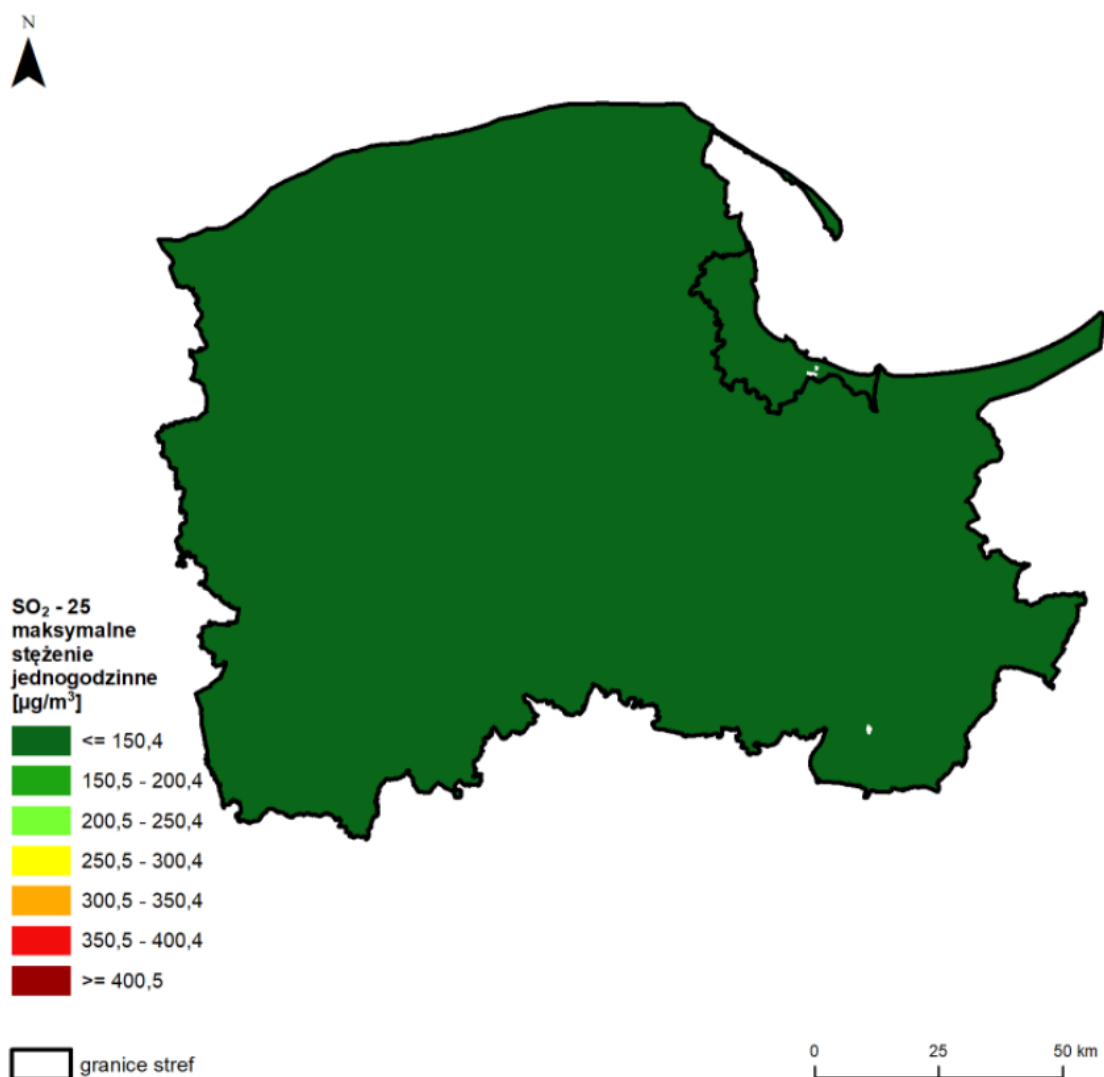 N
SO₂ - 25
maksymalne
stężenie
jednogodzinne
[µg/m³]
<= 150,4
150,5 - 200,4
200,5 - 250,4
250,5 - 300,4
300,5 - 350,4
350,5 - 400,4
>= 400,5
granice stref
0 25 50 km